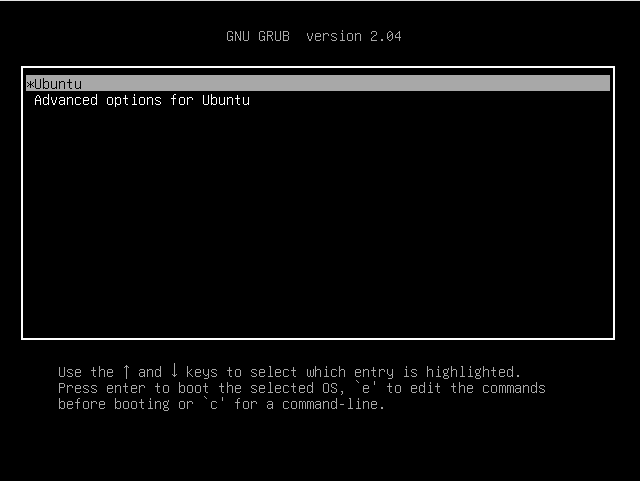 GNU GRUB  version 2.04
*Ubuntu
Advanced options for Ubuntu
Use the ↑ and ↓ keys to select which entry is highlighted.
Press enter to boot the selected OS, `e' to edit the commands
before booting or `c' for a command-line.